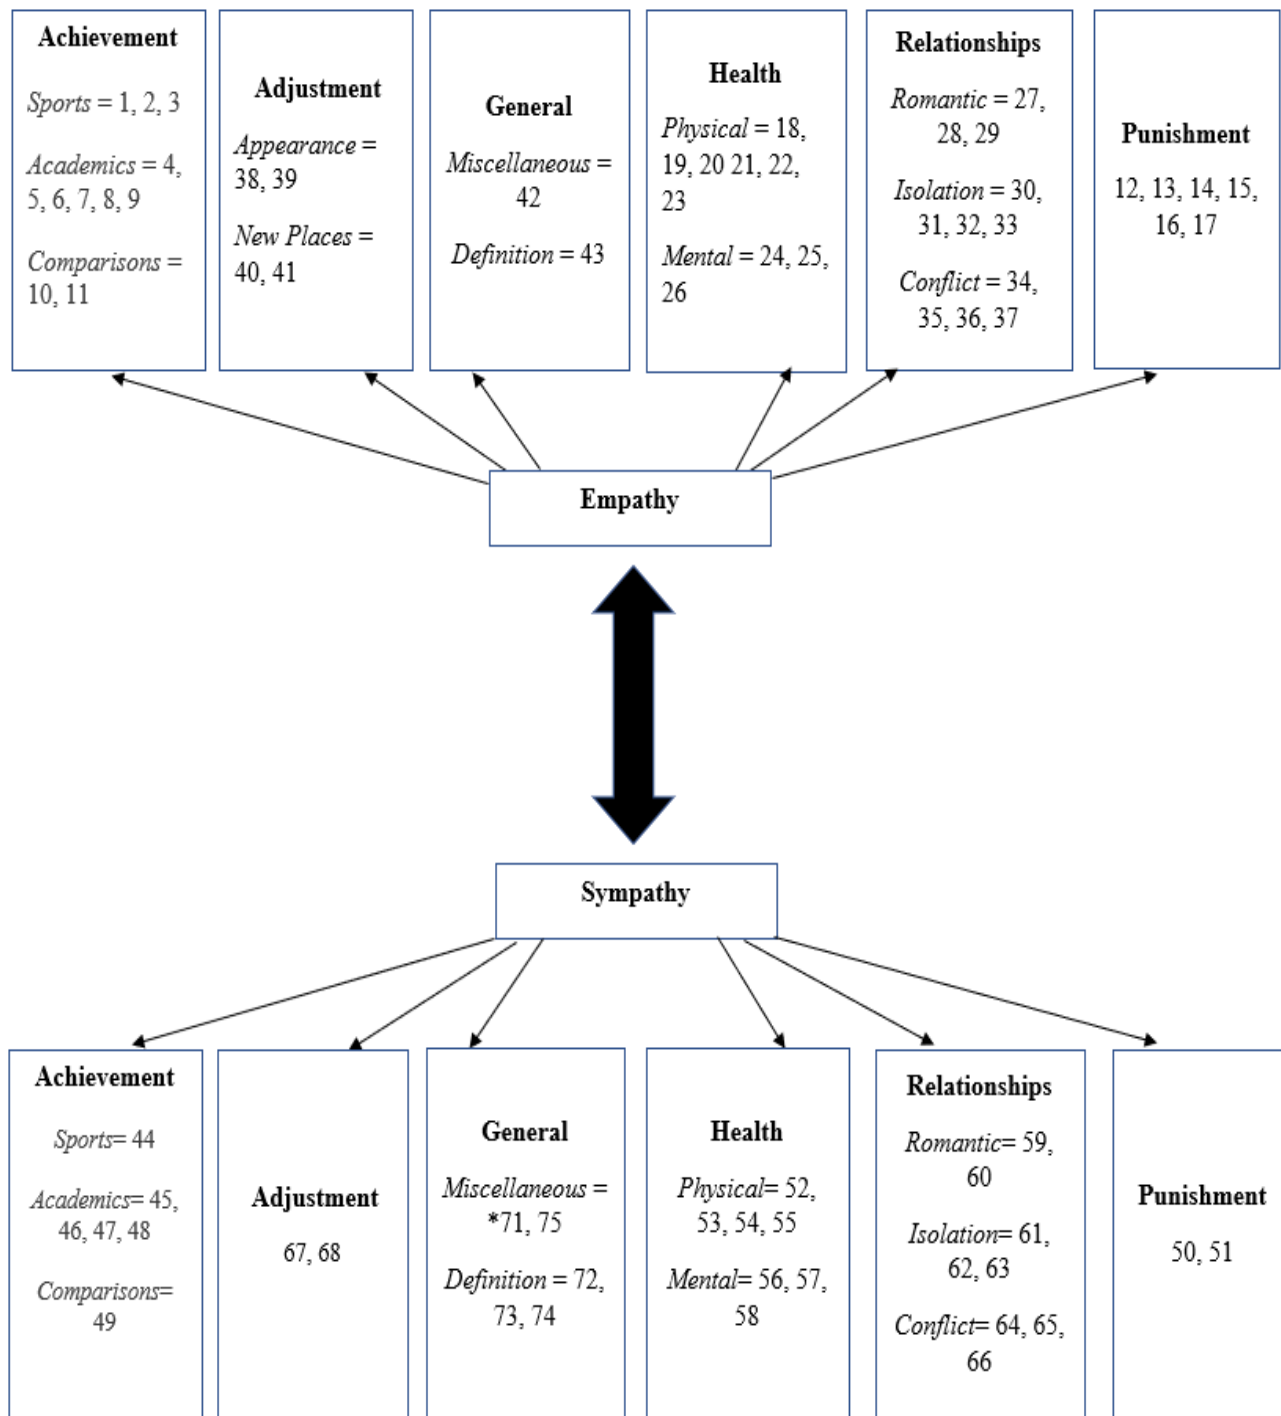 Achievement
Sports = 1, 2, 3
Academics = 4,
5, 6, 7, 8, 9
Comparisons =
10, 11
Adjustment
Appearance =
38, 39
New Places =
40, 41
General
Miscellaneous =
42
Definition = 43
Health
Physical = 18,
19, 20 21, 22,
23
Mental = 24, 25,
26
Relationships
Romantic = 27,
28, 29
Isolation = 30,
31, 32, 33
Conflict = 34,
35, 36, 37
Punishment
12, 13, 14, 15,
16, 17
Empathy
Sympathy
Achievement
Sports= 44
Academics= 45,
46, 47, 48
Comparisons=
49
Adjustment
67, 68
General
Miscellaneous =
*71, 75
Definition = 72,
73, 74
Health
Physical= 52,
53, 54, 55
Mental= 56, 57,
58
Relationships
Romantic= 59,
60
Isolation= 61,
62, 63
Conflict= 64, 65,
66
Punishment
50, 51